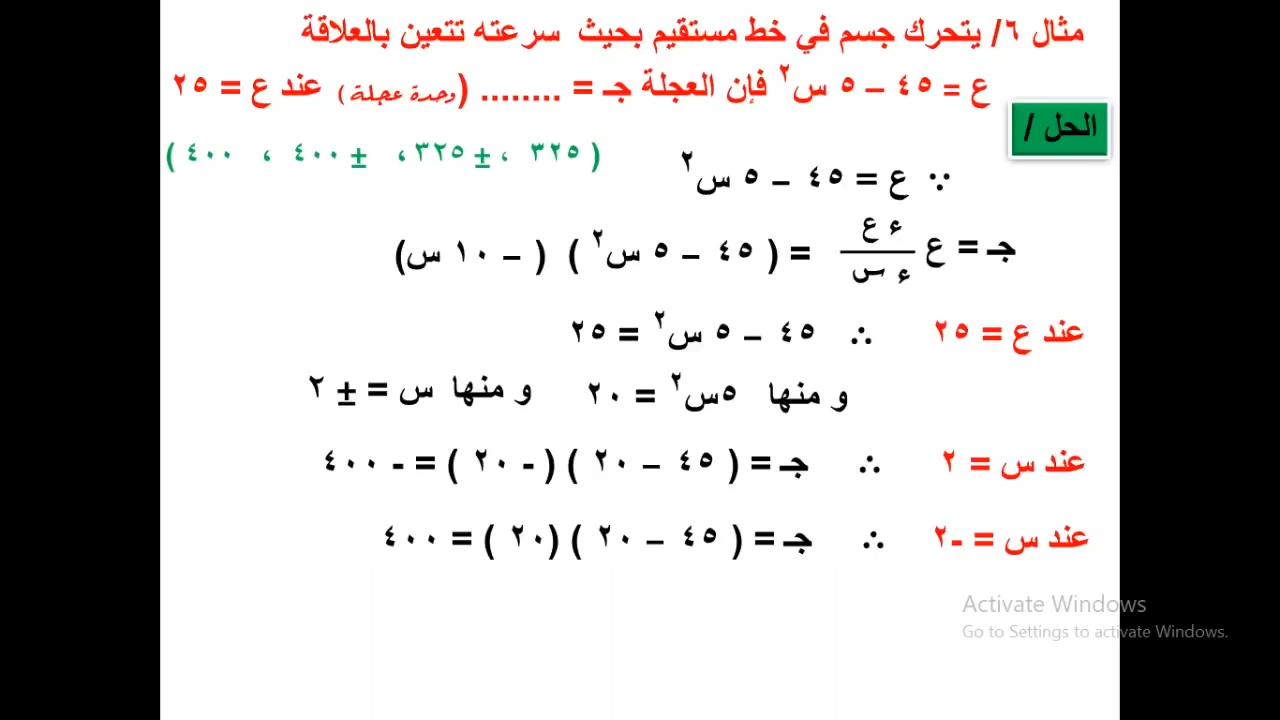 مثال ٦/ يتحرك جسم في خط مستقيم بحيث سرعته تتعين بالعلاقة
ع = ٤٥ – ٥ س٢ فإن العجلة جـ = ........ (وحدة عجلة) عند ع = ٢٥
الحل /
( ٣٢٥ ، ± ٣٢٥ ، ± ٤٠٠ ، ٤٠٠ )
∵ ع = ٤٥ – ٥ س٢
جـ = ع ء ع / ء س = ( ٤٥ – ٥ س٢ ) ( – ١٠ س)
عند ع = ٢٥ ∴ ٤٥ – ٥ س٢ = ٢٥
و منها ٥س٢ = ٢٠ و منها س = ± ٢
عند س = ٢ ∴ جـ = ( ٤٥ – ٢٠ ) ( - ٢٠ ) = - ٤٠٠
عند س = -٢ ∴ جـ = ( ٤٥ – ٢٠ ) (٢٠ ) = ٤٠٠
Activate Windows
Go to Settings to activate Windows.